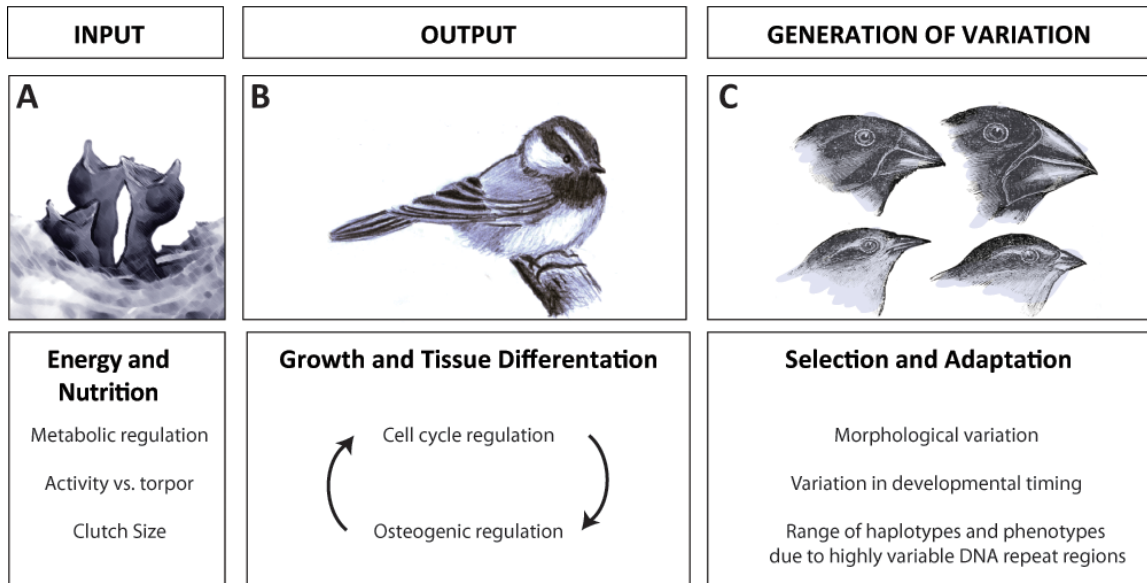 INPUT
OUTPUT
GENERATION OF VARIATION
A
B
C
Energy and
Nutrition
Metabolic regulation
Activity vs. torpor
Clutch Size
Growth and Tissue Differentation
Cell cycle regulation
Osteogenic regulation
Selection and Adaptation
Morphological variation
Variation in developmental timing
Range of haplotypes and phenotypes
due to highly variable DNA repeat regions